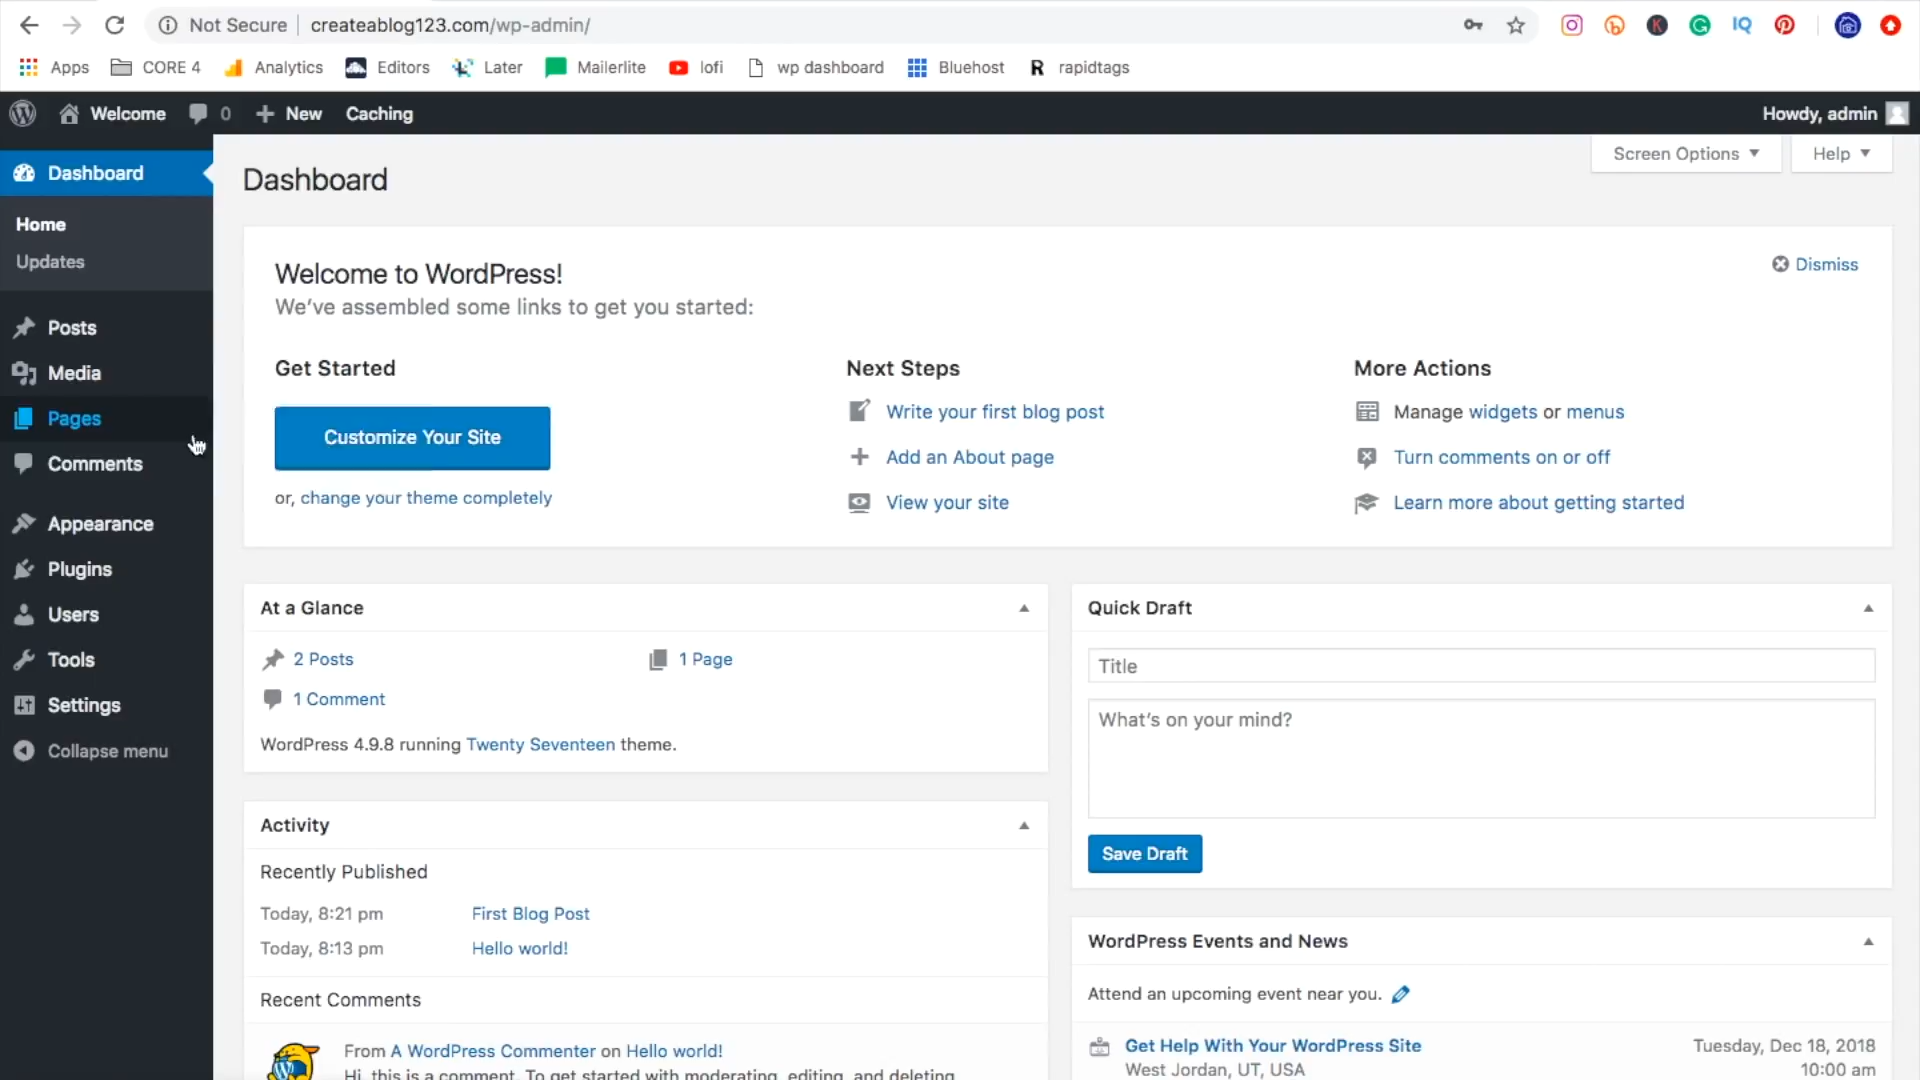 Not Secure | createablog123.com/wp-admin/
IQ
Apps CORE 4 Analytics Editors Later Mailerlite lofi wp dashboard Bluehost R rapidtags
Welcome 0 New Caching Howdy, admin
Dashboard
Home
Updates
Posts
Media
Pages
Comments
Appearance
Plugins
Users
Tools
Settings
Collapse menu
Screen Options Help
Dashboard
Welcome to WordPress!
Dismiss
We've assembled some links to get you started:
Get Started
Customize Your Site
or, change your theme completely
Next Steps
Write your first blog post
Add an About page
View your site
More Actions
Manage widgets or menus
Turn comments on or off
Learn more about getting started
At a Glance
2 Posts 1 Page
1 Comment
WordPress 4.9.8 running Twenty Seventeen theme.
Activity
Recently Published
Today, 8:21 pm First Blog Post
Today, 8:13 pm Hello world!
Recent Comments
From A WordPress Commenter on Hello world!
Hi, this is a comment. To get started with moderating, editing, and deleting
Quick Draft
Title
What's on your mind?
Save Draft
WordPress Events and News
Attend an upcoming event near you.
Get Help With Your WordPress Site Tuesday, Dec 18, 2018
West Jordan, UT, USA 10:00 am